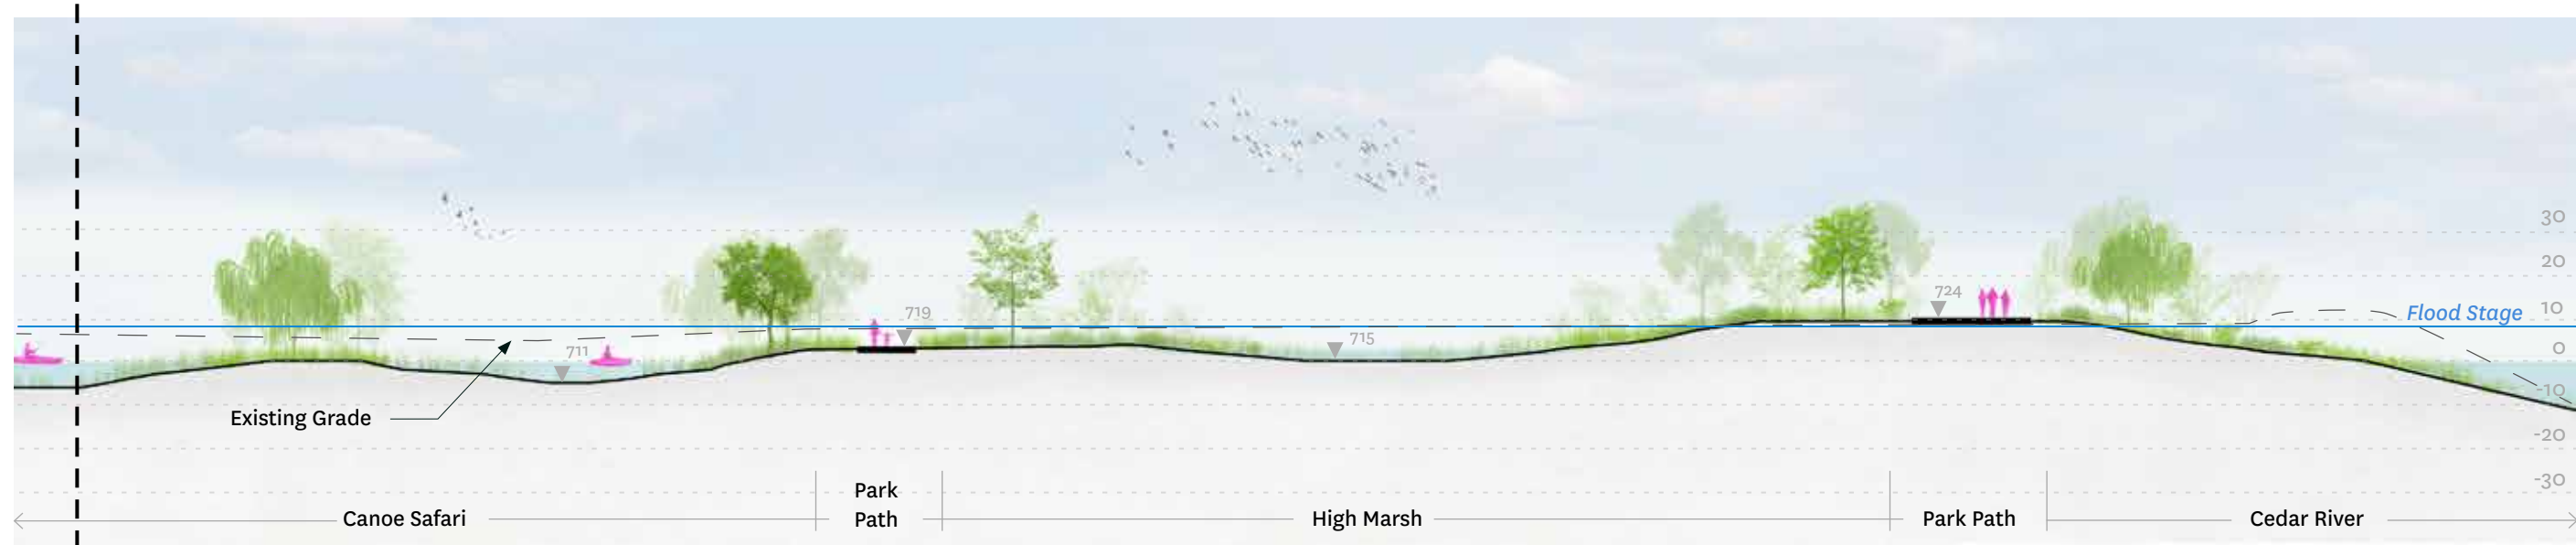 30
20
724
719
Flood Stage
10
715
711
0
-10
Existing Grade
-20
-30
Park
Path
Canoe Safari
High Marsh
Park Path
Cedar River